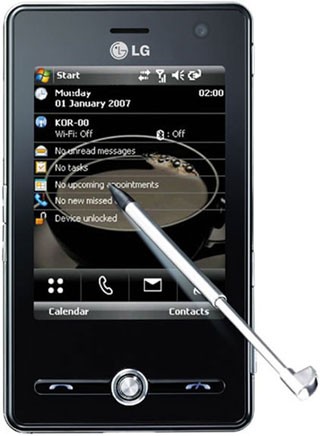 LG
Start
Monday 02:00
01 January 2007
KOR-00
Wi-Fi: Off : Off
No unread messages
No tasks
No upcoming appointments
No new missed
Device unlocked
Calendar Contacts